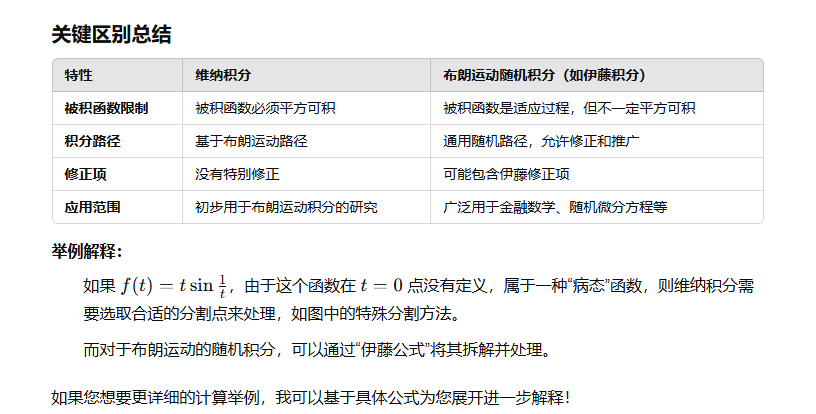 关键区别总结
特性 维纳积分 布朗运动随机积分（如伊藤积分）
被积函数限制 被积函数必须平方可积 被积函数是适应过程，但不一定平方可积
积分路径 基于布朗运动路径 通用随机路径，允许修正和推广
修正项 没有特别修正 可能包含伊藤修正项
应用范围 初步用于布朗运动积分的研究 广泛用于金融数学、随机微分方程等
举例解释：
如果 f(t) = t sin 1/t，由于这个函数在 t = 0 点没有定义，属于一种“病态”函数，则维纳积分需
要选取合适的分割点来处理，如图中的特殊分割方法。
而对于布朗运动的随机积分，可以通过“伊藤公式”将其拆解并处理。
如果您想要更详细的计算举例，我可以基于具体公式为您展开进一步解释！